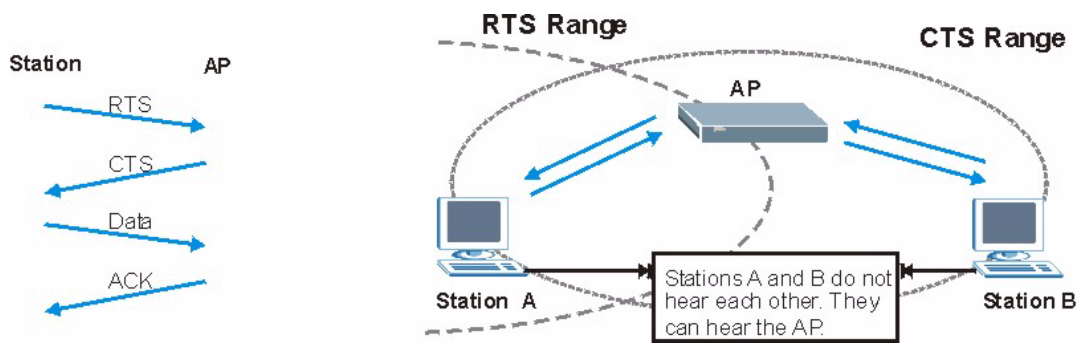 Station
AP
RTS
CTS
Data
ACK
RTS Range
CTS Range
AP
Station A
Station B
Stations A and B do not
hear each other. They
can hear the AP.